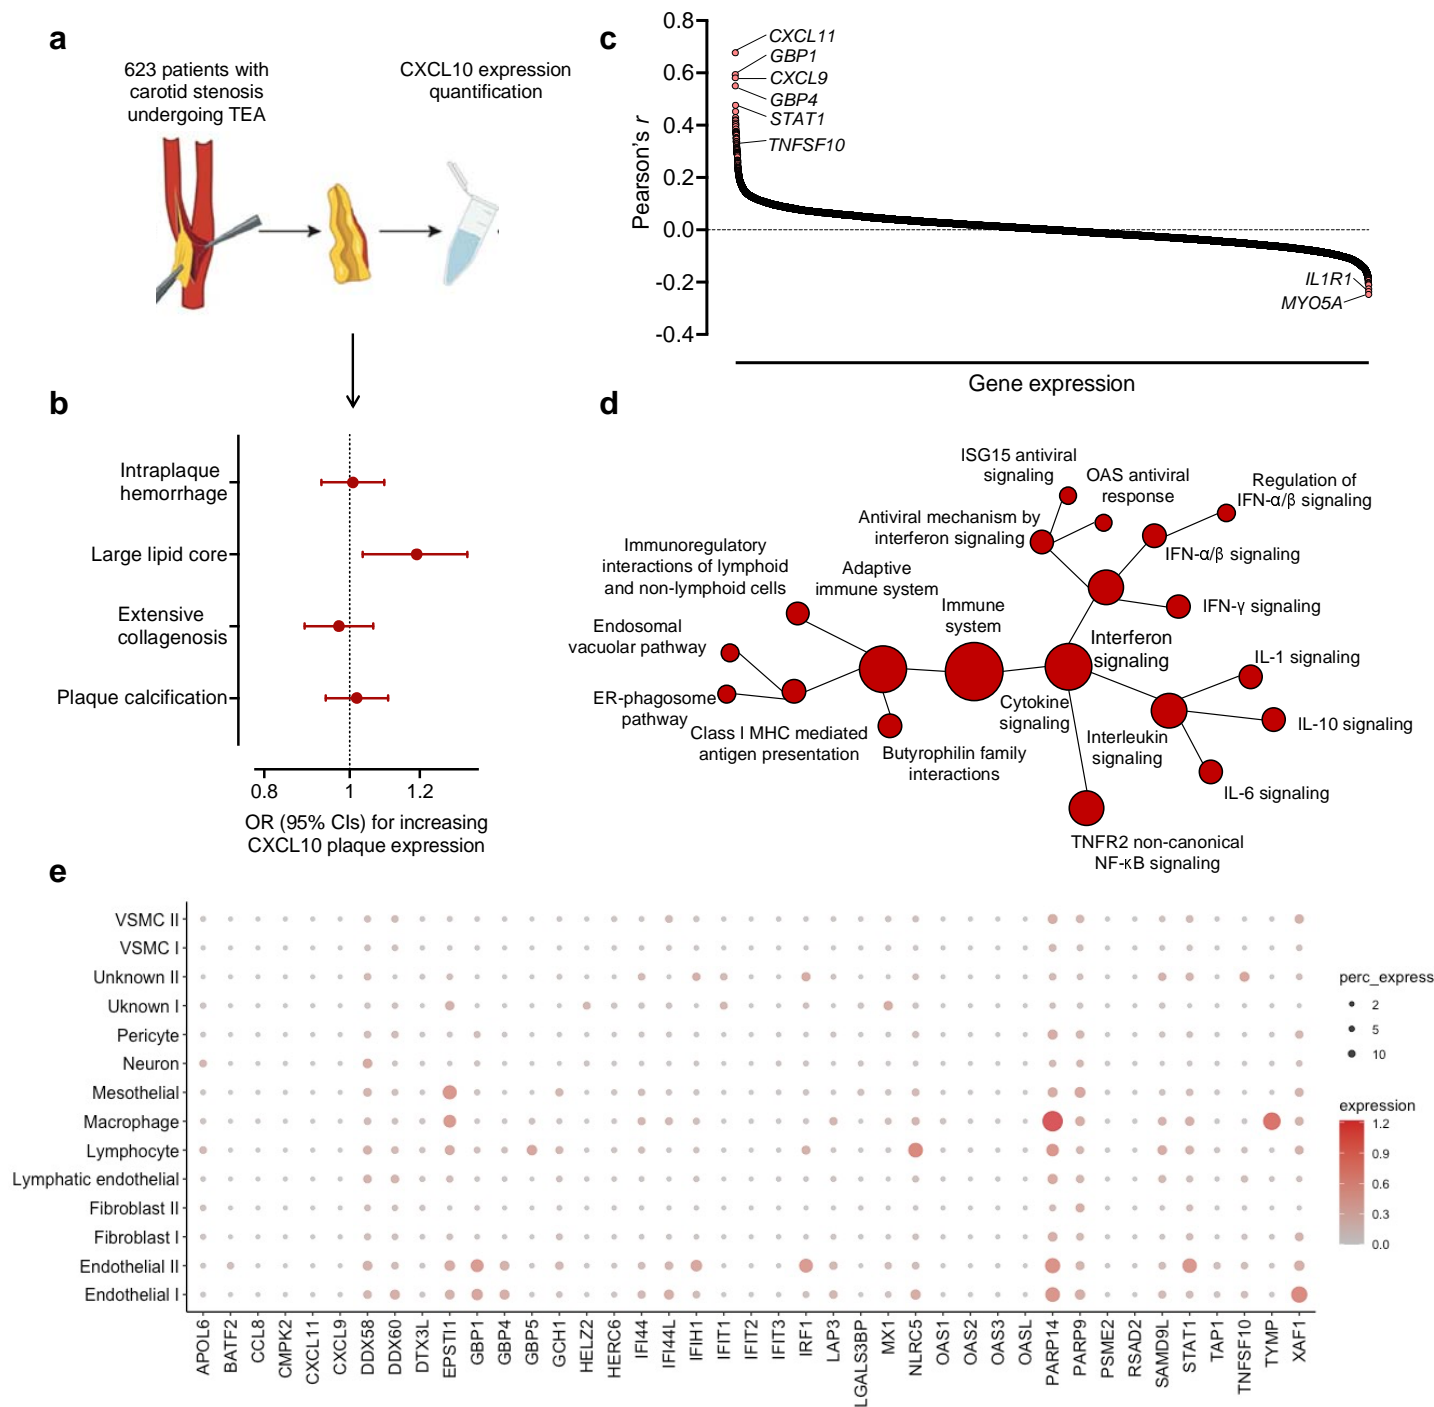 a
623 patients with
carotid stenosis
undergoing TEA
CXCL10 expression
quantification
c
Pearson's r
0.8
0.6
0.4
0.2
0.0
-0.2
-0.4
CXCL11
GBP1
CXCL9
GBP4
STAT1
TNFSF10
IL1R1
MYO5A
Gene expression
b
Intraplaque
hemorrhage
Large lipid core
Extensive
collagenosis
Plaque calcification
0.8
1
1.2
OR (95% CIs) for increasing
CXCL10 plaque expression
d
ISG15 antiviral
signaling
OAS antiviral
response
Regulation of
IFN-α/β signaling
Antiviral mechanism by
interferon signaling
IFN-α/β signaling
Immunoregulatory
interactions of lymphoid
and non-lymphoid cells
Adaptive
immune system
Immune
system
IFN-γ signaling
Endosomal
vacuolar pathway
Interferon
signaling
IL-1 signaling
ER-phagosome
pathway
Class I MHC mediated
antigen presentation
Butyrophilin family
interactions
Cytokine
signaling
Interleukin
signaling
IL-10 signaling
IL-6 signaling
TNFR2 non-canonical
NF-κB signaling
e
VSMC II
VSMC I
Unknown II
Uknown I
Pericyte
Neuron
Mesothelial
Macrophage
Lymphocyte
Lymphatic endothelial
Fibroblast II
Fibroblast I
Endothelial II
Endothelial I
APOL6
BATF2
CCL8
CMPK2
CXCL11
CXCL9
DDX58
DDX60
DTX3L
EPSTI1
GBP1
GBP4
GBP5
GCH1
HELZ2
HERC6
IFI44
IFI44L
IFIH1
IFIT1
IFIT2
IFIT3
IRF1
LAP3
LGALS3BP
MX1
NLRC5
OAS1
OAS2
OAS3
OASL
PARP14
PARP9
PSME2
RSAD2
SAMD9L
STAT1
TAP1
TNFSF10
TYMP
XAF1
perc_express
2
5
10
expression
1.2
0.9
0.6
0.3
0.0